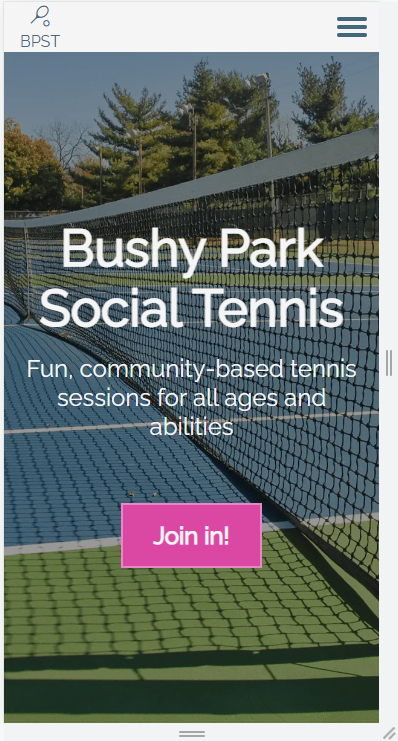 BPST
Bushy Park
Social Tennis
Fun, community-based tennis
sessions for all ages and
abilities
Join in!